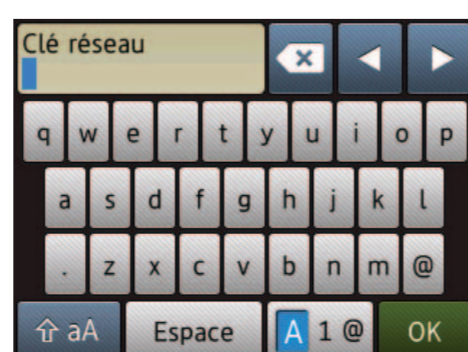 Clé réseau
q w e r t y u i o p
a s d f g h j k l
. z x c v b n m @
aA Espace A 1 @ OK